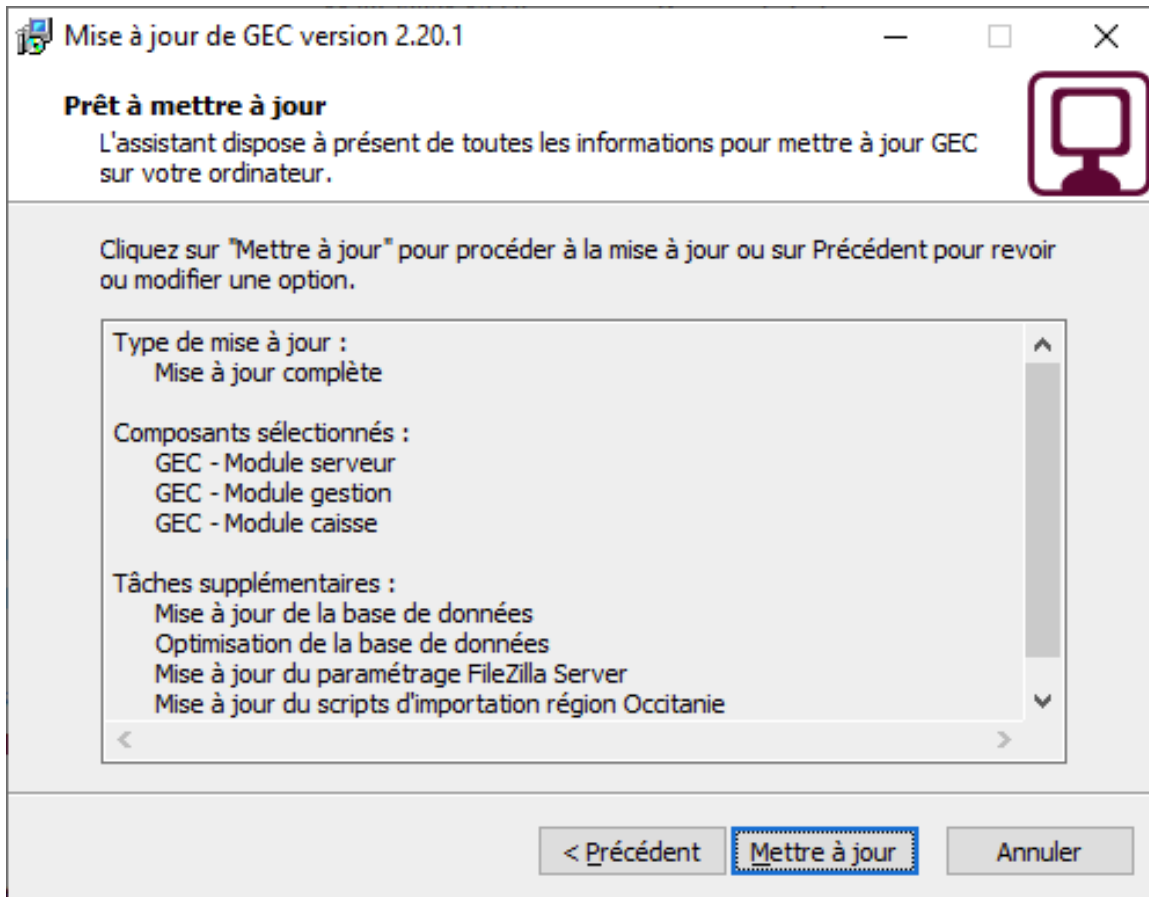 Mise à jour de GEC version 2.20.1
Prêt à mettre à jour
L'assistant dispose à présent de toutes les informations pour mettre à jour GEC
sur votre ordinateur.
Cliquez sur "Mettre à jour" pour procéder à la mise à jour ou sur Précédent pour revoir
ou modifier une option.
Type de mise à jour :
Mise à jour complète
Composants sélectionnés :
GEC - Module serveur
GEC - Module gestion
GEC - Module caisse
Tâches supplémentaires :
Mise à jour de la base de données
Optimisation de la base de données
Mise à jour du paramétrage FileZilla Server
Mise à jour du scripts d'importation région Occitanie
< Précédent
Mettre à jour
Annuler